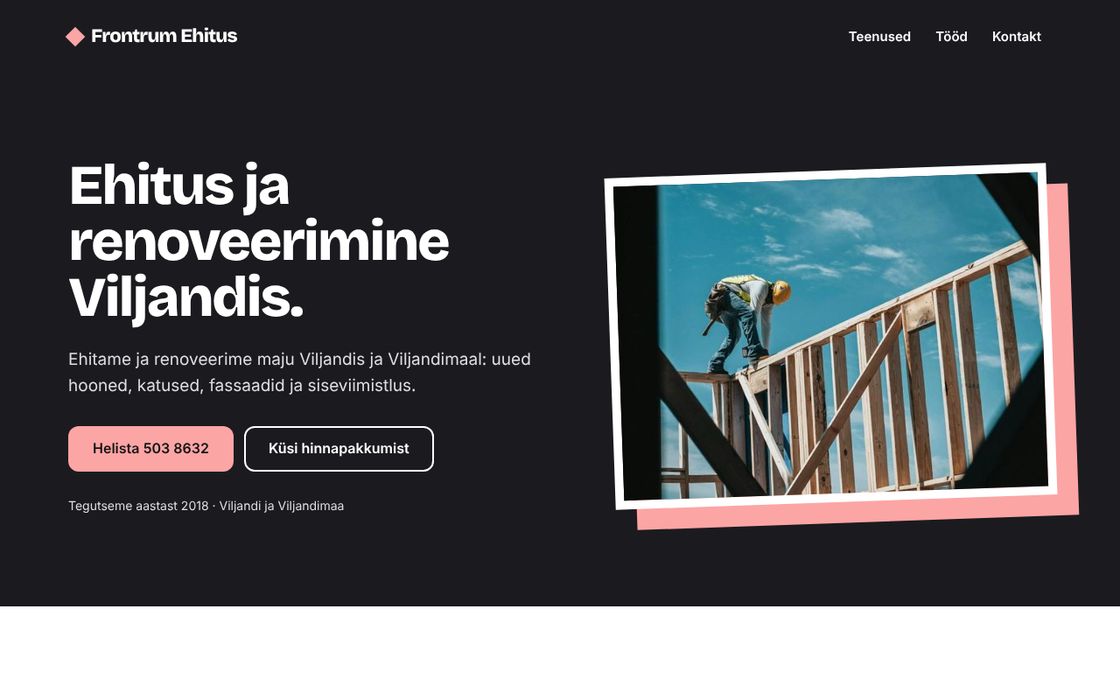 Frontrum Ehitus
Teenused Tööd Kontakt
Ehitus ja
renoveerimine
Viljandis.
Ehitame ja renoveerime maju Viljandis ja Viljandimaal: uued
hooned, katused, fassaadid ja siseviimistlus.
Helista 503 8632
Küsi hinnapakkumist
Tegutseme aastast 2018 · Viljandi ja Viljandimaa